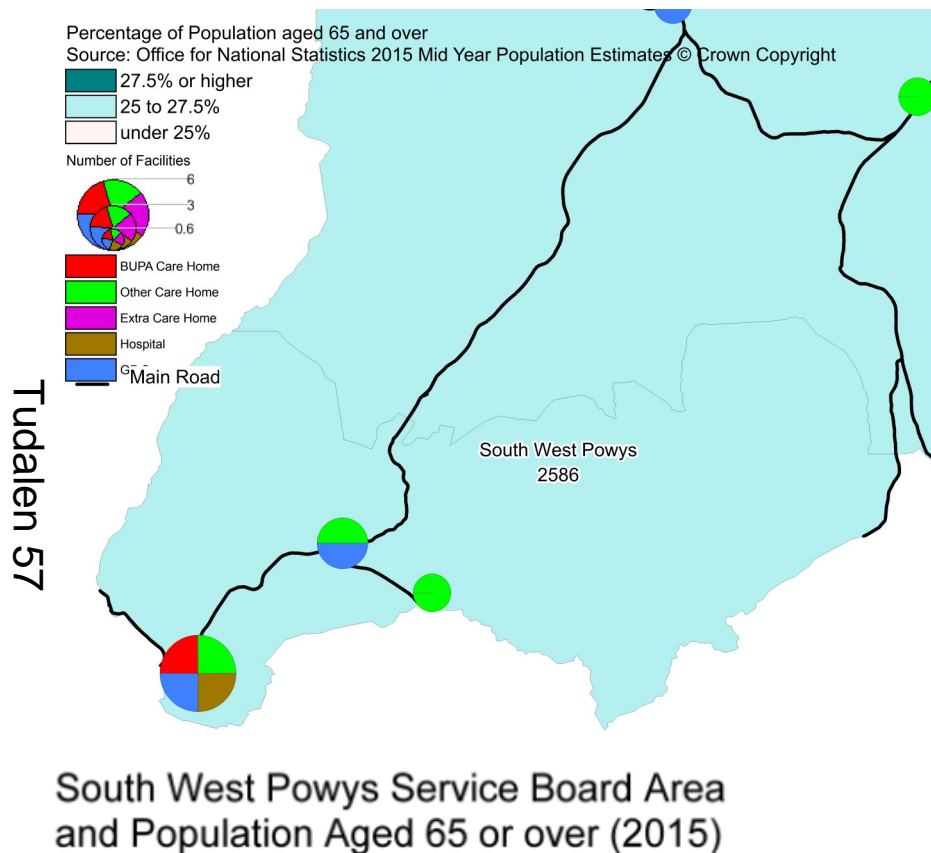 Percentage of Population aged 65 and over
Source: Office for National Statistics 2015 Mid Year Population Estimates © Crown Copyright
27.5% or higher
25 to 27.5%
under 25%
Number of Facilities
6
3
0.6
BUPA Care Home
Other Care Home
Extra Care Home
Hospital
Main Road
South West Powys
2586
Tudalen 57
South West Powys Service Board Area
and Population Aged 65 or over (2015)